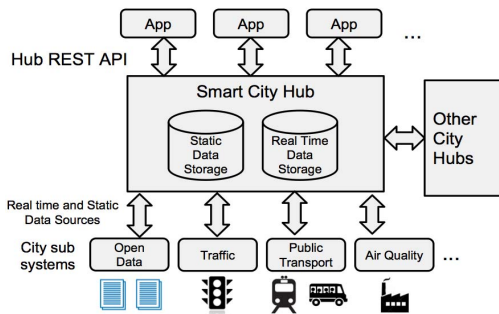 App
App
App
...
Hub REST API
Smart City Hub
Static
Data
Storage
Real Time
Data
Storage
Other
City
Hubs
Real time and Static
Data Sources
City sub
systems
Open
Data
Traffic
Public
Transport
Air Quality
...